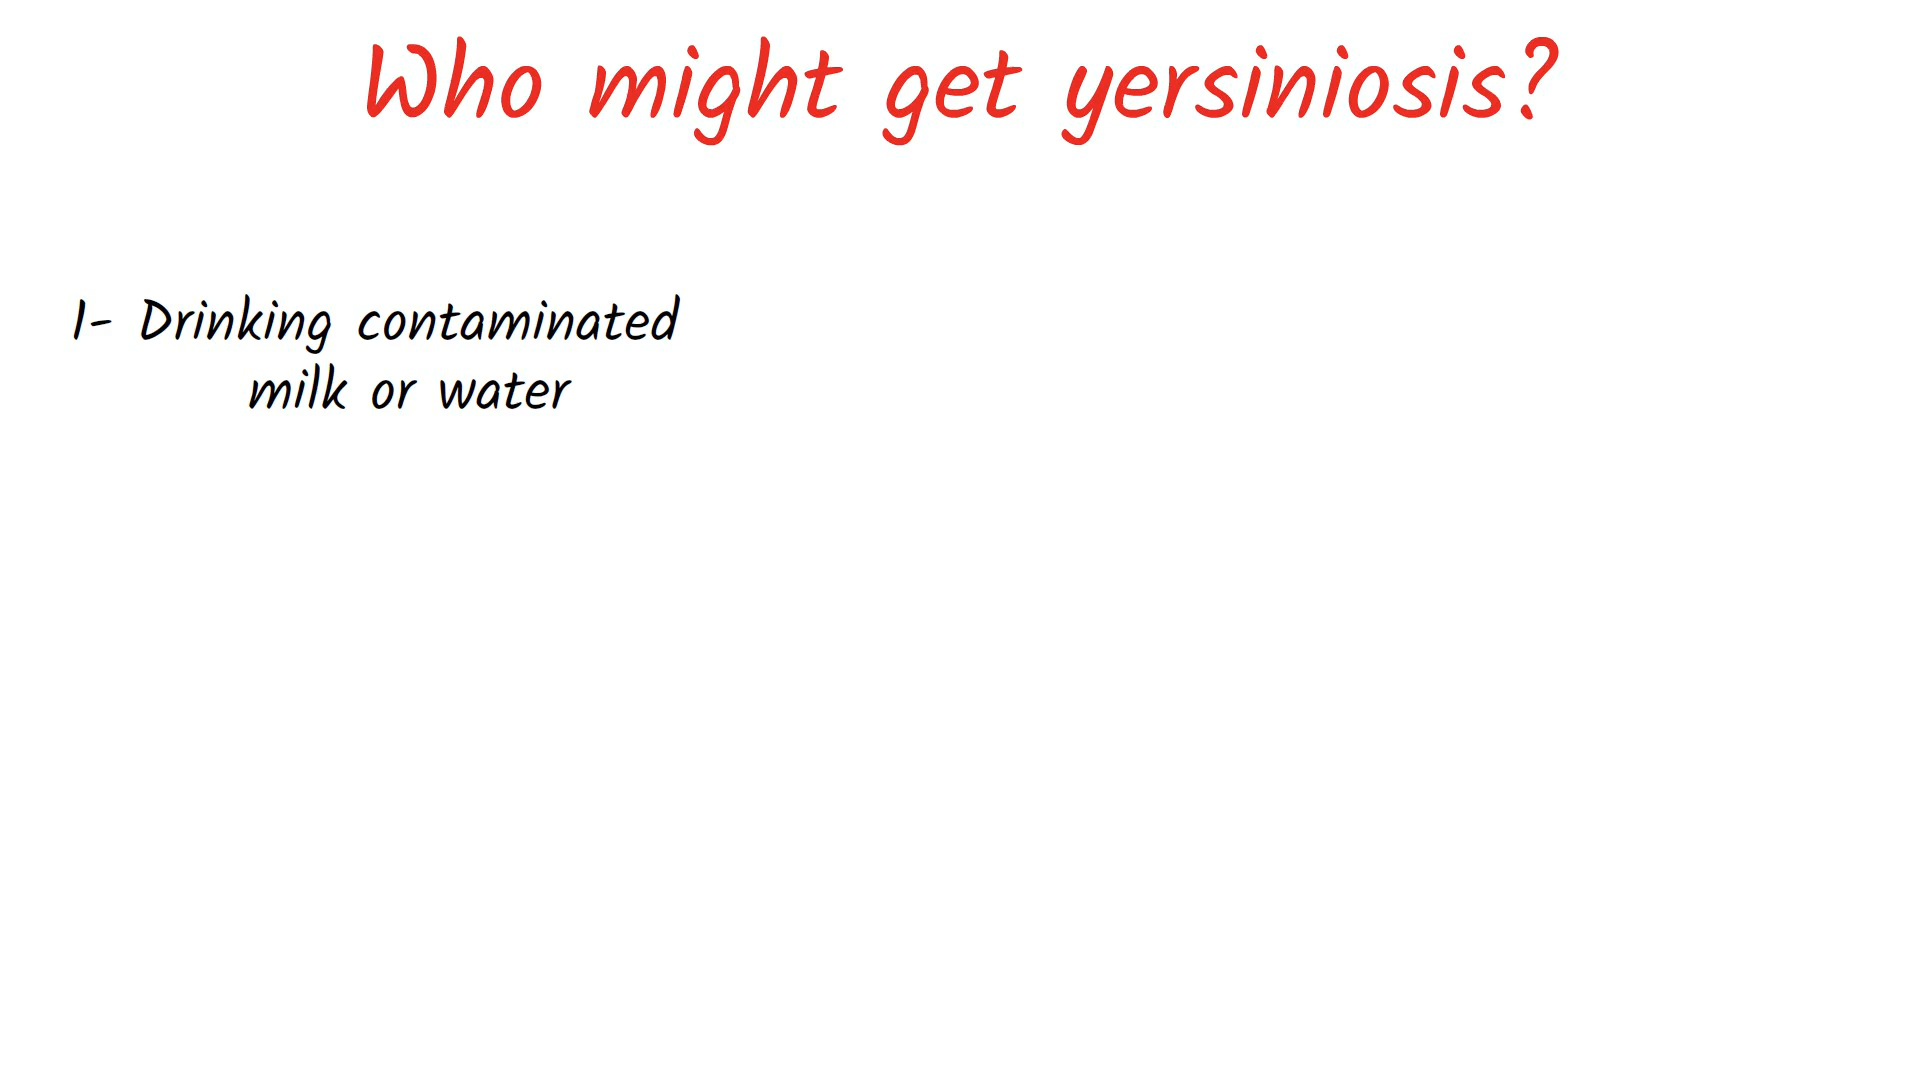 Who might get yersiniosis?
1- Drinking contaminated
milk or water